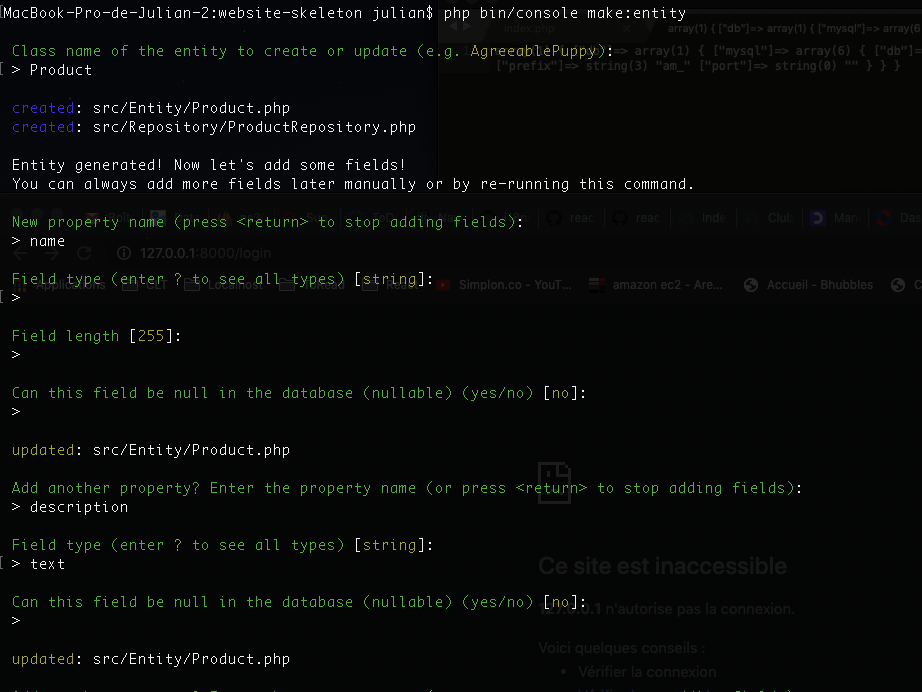 [MacBook-Pro-de-Julian-2:website-skeleton julian$ php bin/console make:entity
index.php
array(1) { ["db"]=> array(1) { ["mysql"]=> array(6) { ["db"]
Class name of the entity to create or update (e.g. AgreeablePuppy):
=> array(1) { ["mysql"]=> array(6) { ["db"]=>
[ > Product
["prefix"]=> string(3) "am_" ["port"]=> string(0) "" } } }
created: src/Entity/Product.php
created: src/Repository/ProductRepository.php
Entity generated! Now let's add some fields!
You can always add more fields later manually or by re-running this command.
New property name (press <return> to stop adding fields):
reac reac inde Club Man Das
> name
127.0.0.1:8000/login
Field type (enter ? to see all types) [string]:
Applications Localhost Simplon.co - YouT... amazon ec2 - Are... Accueil - Bhubbles
[ >
Field length [255]:
>
Can this field be null in the database (nullable) (yes/no) [no]:
>
updated: src/Entity/Product.php
Add another property? Enter the property name (or press <return> to stop adding fields):
> description
Field type (enter ? to see all types) [string]:
[ > text
Ce site est inaccessible
Can this field be null in the database (nullable) (yes/no) [no]:
127.0.0.1 n'autorise pas la connexion.
>
Voici quelques conseils :
updated: src/Entity/Product.php
Vérifier la connexion